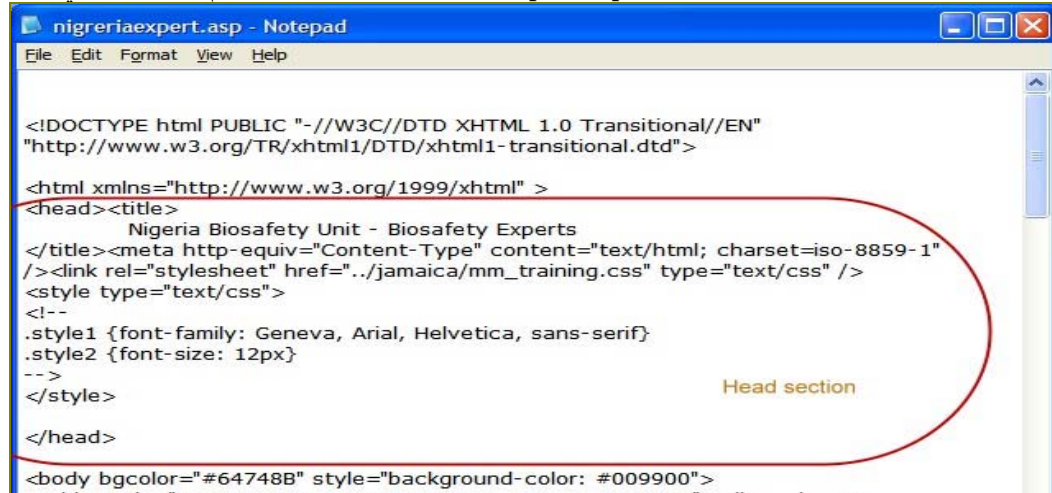 nigreriaexpert.asp - Notepad
File Edit Format View Help
<!DOCTYPE html PUBLIC "-//W3C//DTD XHTML 1.0 Transitional//EN"
"http://www.w3.org/TR/xhtml1/DTD/xhtml1-transitional.dtd">
<html xmlns="http://www.w3.org/1999/xhtml" >
<head><title>
Nigeria Biosafety Unit - Biosafety Experts
</title><meta http-equiv="Content-Type" content="text/html; charset=iso-8859-1"
/><link rel="stylesheet" href="../jamaica/mm_training.css" type="text/css" />
<style type="text/css">
<!--
.style1 {font-family: Geneva, Arial, Helvetica, sans-serif}
.style2 {font-size: 12px}
-->
</style>
Head section
</head>
<body bgcolor="#64748B" style="background-color: #009900">